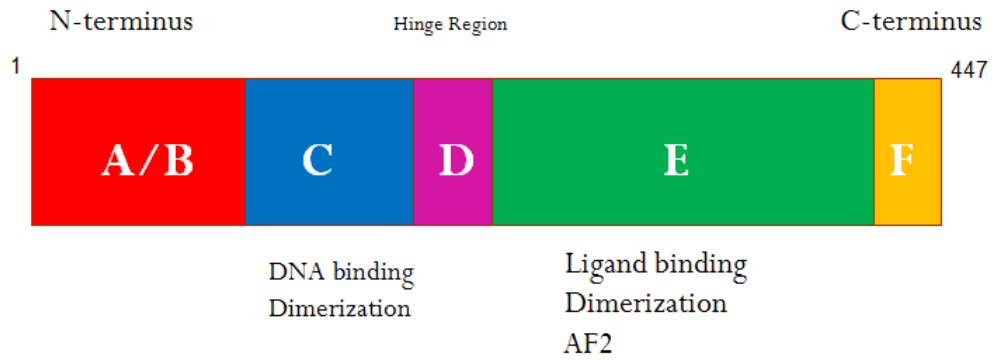 N-terminus
Hinge Region
C-terminus
1
447
A/B
C
D
E
F
DNA binding
Dimerization
Ligand binding
Dimerization
AF2